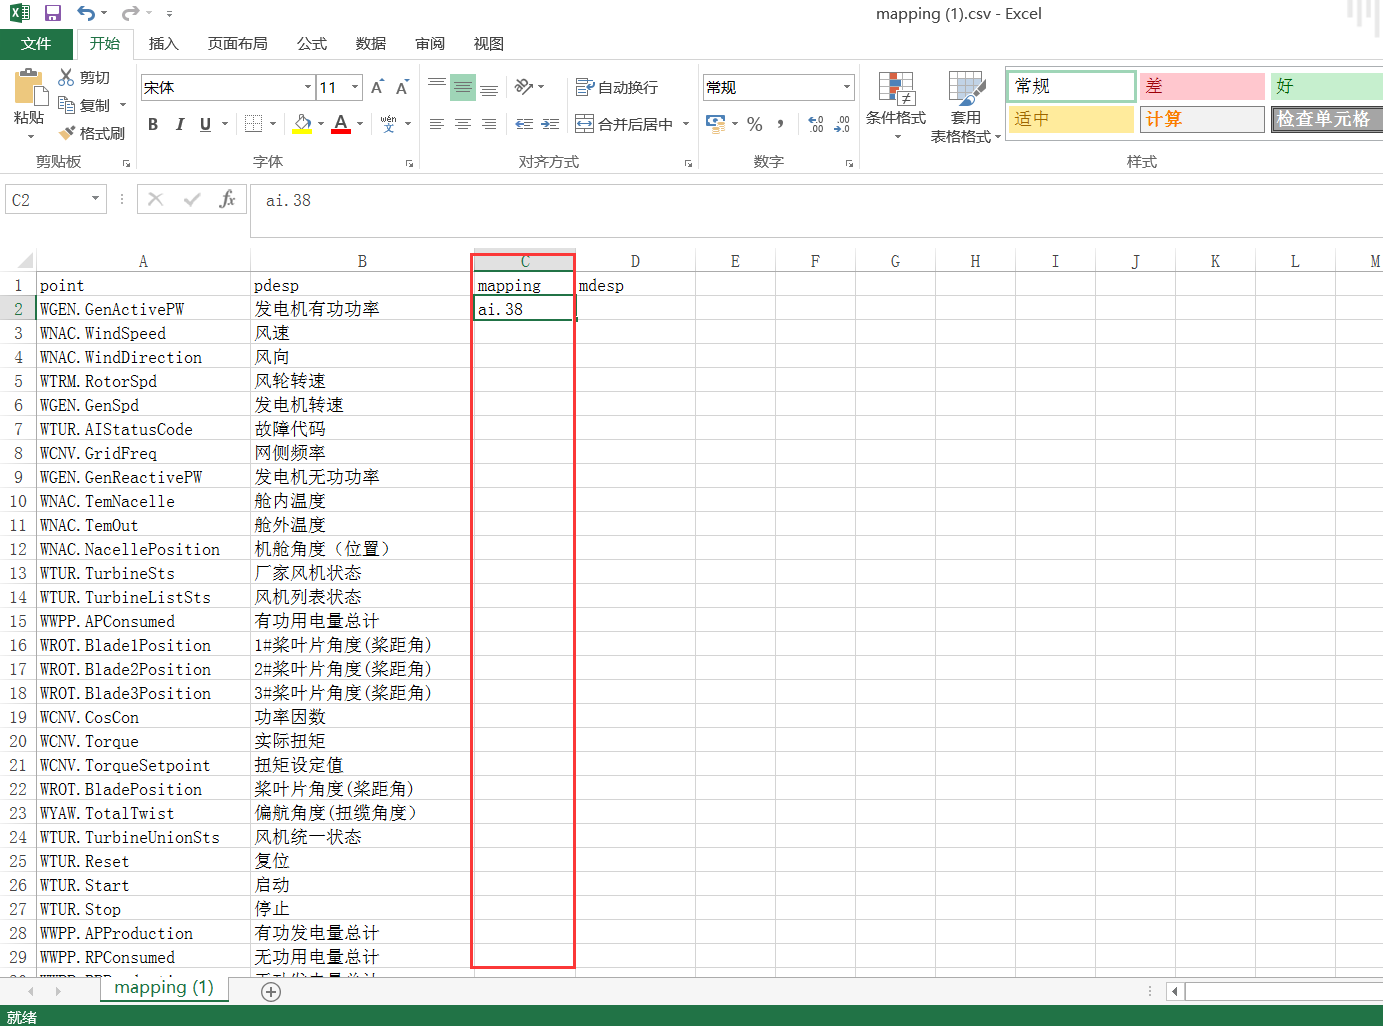 mapping (1).csv - Excel
文件 开始 插入 页面布局 公式 数据 审阅 视图
粘贴 剪切 复制 格式刷 剪贴板
宋体 11 B I U A wén 文 字体
自动换行 合并后居中 对齐方式
常规 % 数字
条件格式 套用 表格格式
常规 差 好
适中 计算 检查单元格
样式
C2 fx ai.38
A B C D E F G H I J K L M
1 point pdesp mapping mdesp
2 WGEN.GenActivePW 发电机有功功率 ai.38
3 WNAC.WindSpeed 风速
4 WNAC.WindDirection 风向
5 WTRM.RotorSpd 风轮转速
6 WGEN.GenSpd 发电机转速
7 WTUR.AIStatusCode 故障代码
8 WCNV.GridFreq 网侧频率
9 WGEN.GenReactivePW 发电机无功功率
10 WNAC.TemNacelle 舱内温度
11 WNAC.TemOut 舱外温度
12 WNAC.NacellePosition 机舱角度（位置）
13 WTUR.TurbineSts 厂家风机状态
14 WTUR.TurbineListSts 风机列表状态
15 WWPP.APConsumed 有功用电量总计
16 WROT.Blade1Position 1#桨叶片角度(桨距角)
17 WROT.Blade2Position 2#桨叶片角度(桨距角)
18 WROT.Blade3Position 3#桨叶片角度(桨距角)
19 WCNV.CosCon 功率因数
20 WCNV.Torque 实际扭矩
21 WCNV.TorqueSetpoint 扭矩设定值
22 WROT.BladePosition 桨叶片角度(桨距角)
23 WYAW.TotalTwist 偏航角度(扭缆角度）
24 WTUR.TurbineUnionSts 风机统一状态
25 WTUR.Reset 复位
26 WTUR.Start 启动
27 WTUR.Stop 停止
28 WWPP.APProduction 有功发电量总计
29 WWPP.RPConsumed 无功用电量总计
mapping (1)
就绪